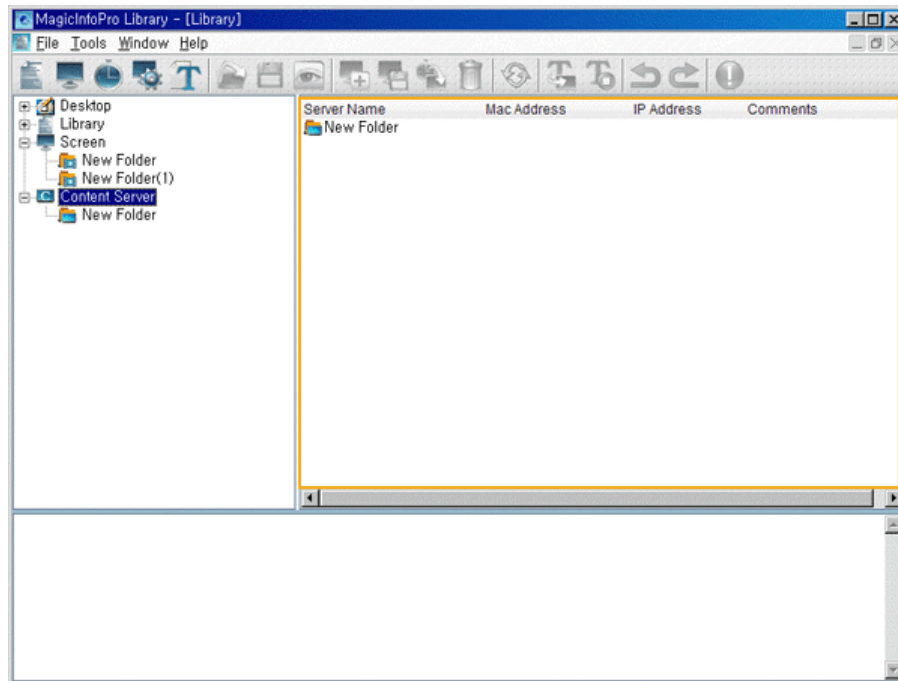 MagicInfoPro Library - [Library]
File Tools Window Help
Desktop
Library
Screen
New Folder
New Folder(1)
Content Server
New Folder
Server Name Mac Address IP Address Comments
New Folder